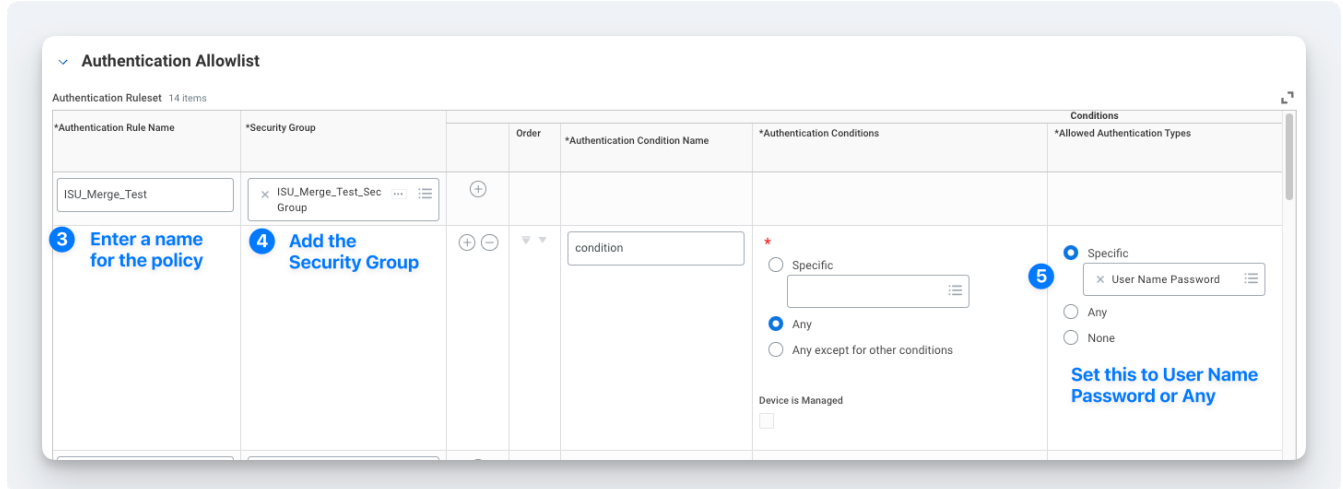 Authentication Allowlist
Authentication Ruleset 14 items
Conditions
*Authentication Rule Name
*Security Group
Order
*Authentication Condition Name
*Authentication Conditions
*Allowed Authentication Types
ISU_Merge_Test
ISU_Merge_Test_Sec
Group
3 Enter a name
for the policy
4 Add the
Security Group
condition
*
Specific
Any
Any except for other conditions
Device is Managed
5
Specific
User Name Password
Any
None
Set this to User Name
Password or Any